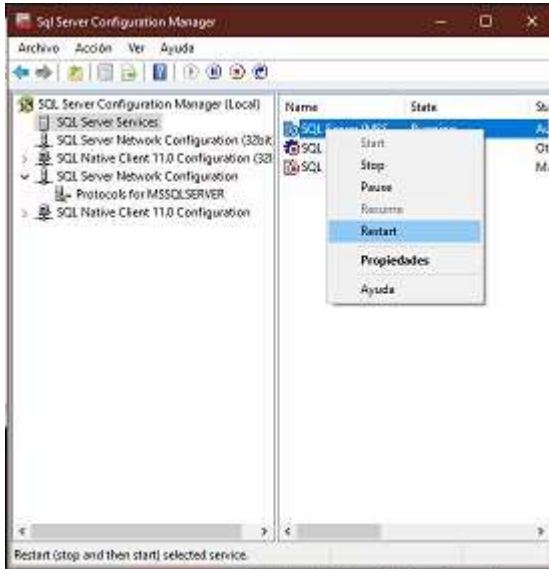 Sql Server Configuration Manager
Archivo Acción Ver Ayuda
SQL Server Configuration Manager (Local)
SQL Server Services
SQL Server Network Configuration (32bit
SQL Native Client 11.0 Configuration (32
SQL Server Network Configuration
Protocols for MSSQLSERVER
SQL Native Client 11.0 Configuration
Name State
SQL Server (MSS Running
SQL
SQL
Start
Stop
Pause
Resume
Restart
Propiedades
Ayuda
Restart (stop and then start) selected service.